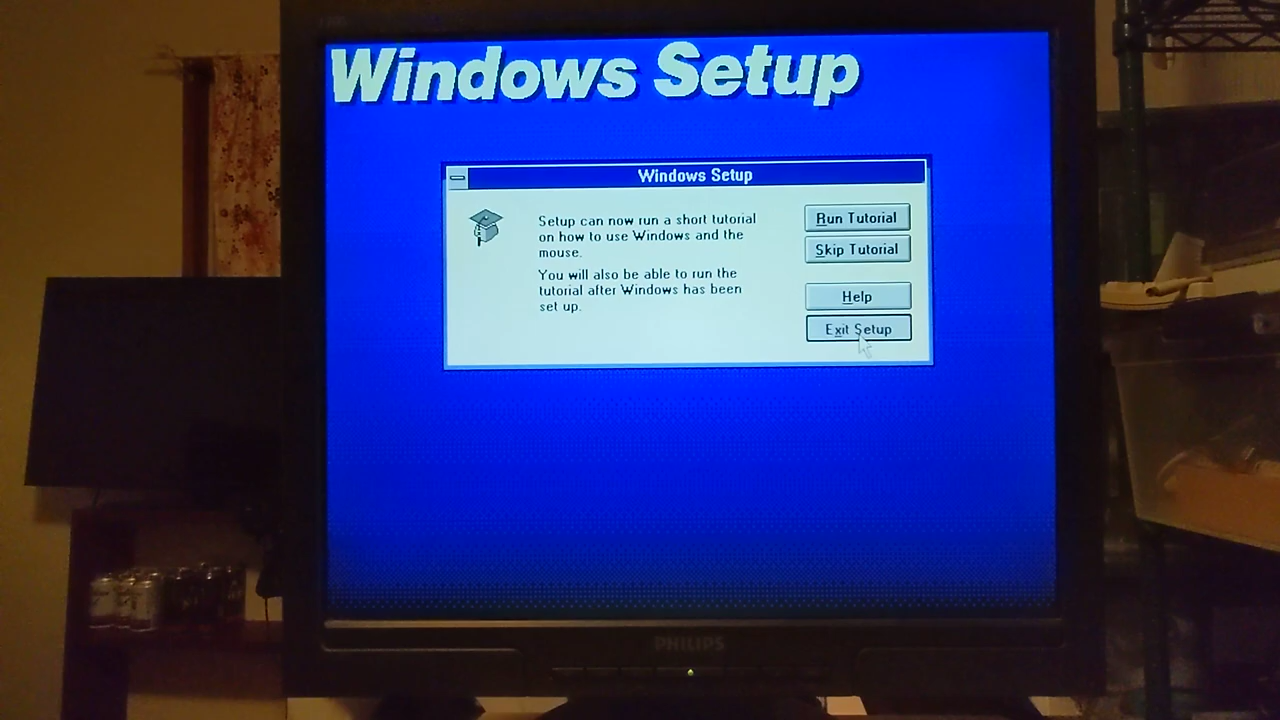 Windows Setup
Windows Setup
Setup can now run a short tutorial
on how to use Windows and the
mouse.
You will also be able to run the
tutorial after Windows has been
set up.
Run Tutorial
Skip Tutorial
Help
Exit Setup
PHILIPS